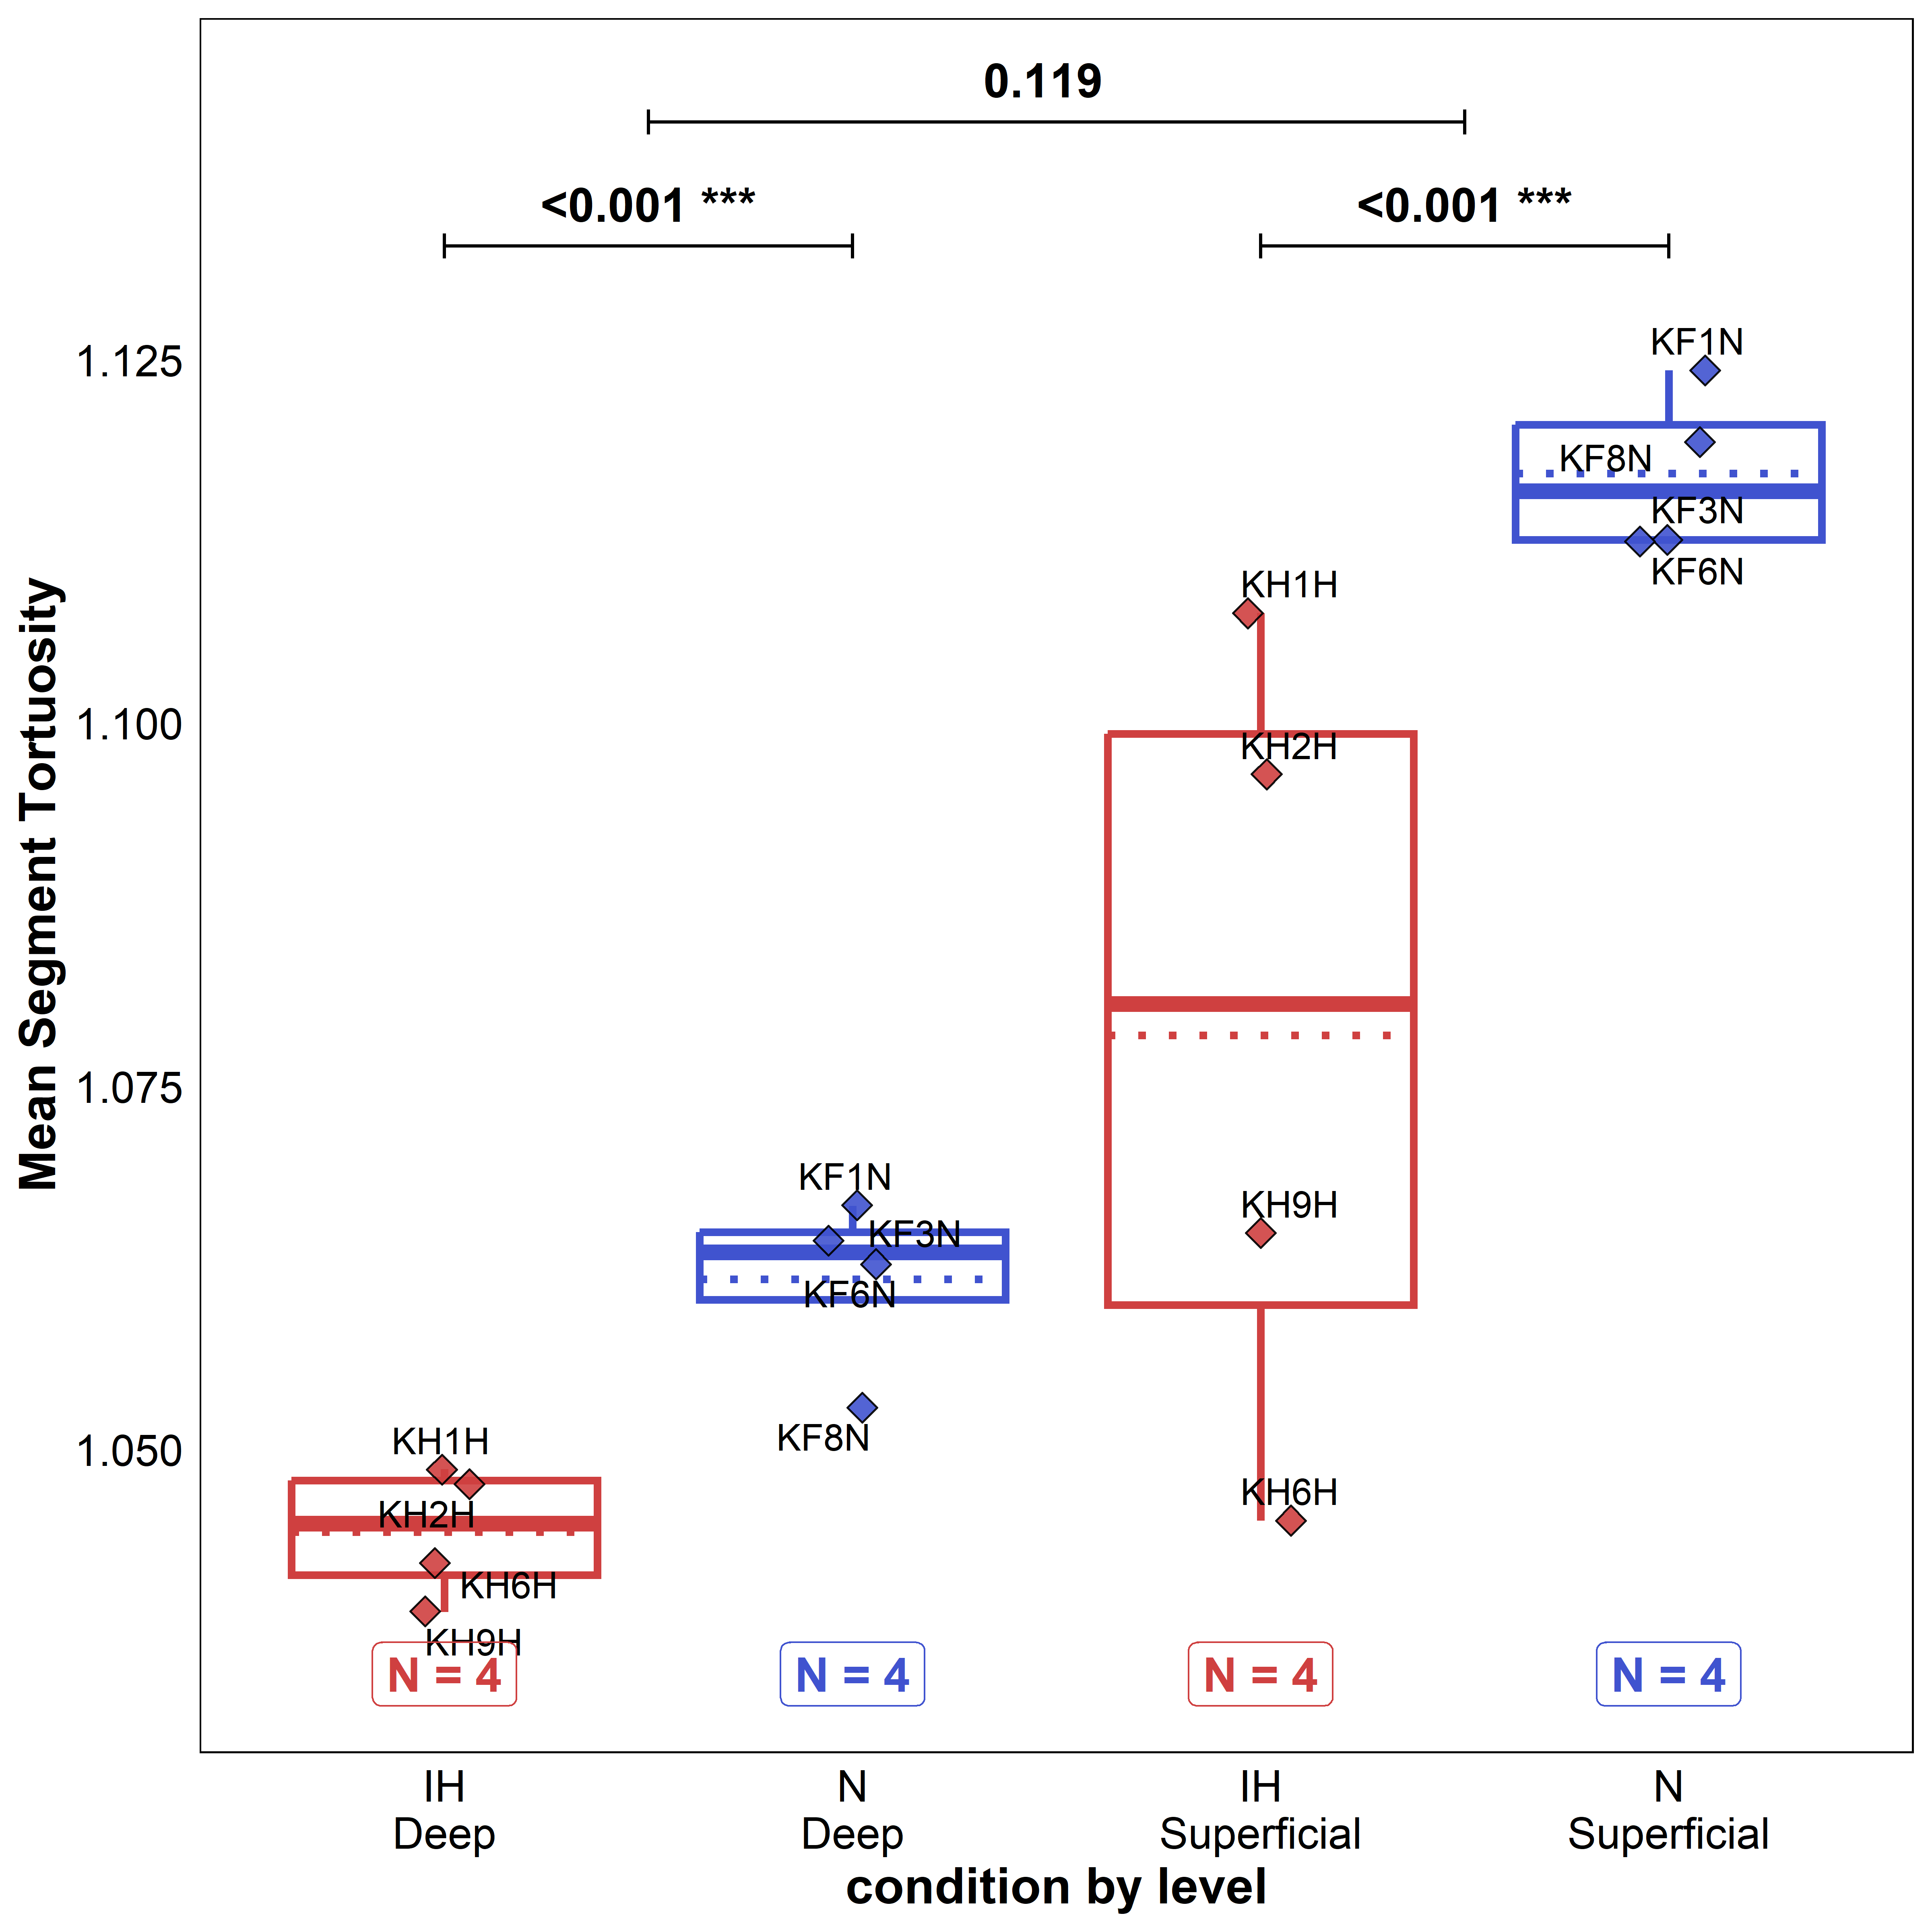 0.119
<0.001 ***
<0.001 ***
Mean Segment Tortuosity
1.125
1.100
1.075
1.050
KF1N
KF8N
KF3N
KF6N
KH1H
KH2H
KH9H
KH6H
KF1N
KF3N
KF6N
KF8N
KH1H
KH2H
KH6H
KH9H
N = 4
N = 4
N = 4
N = 4
IH
Deep
N
Deep
IH
Superficial
N
Superficial
condition by level